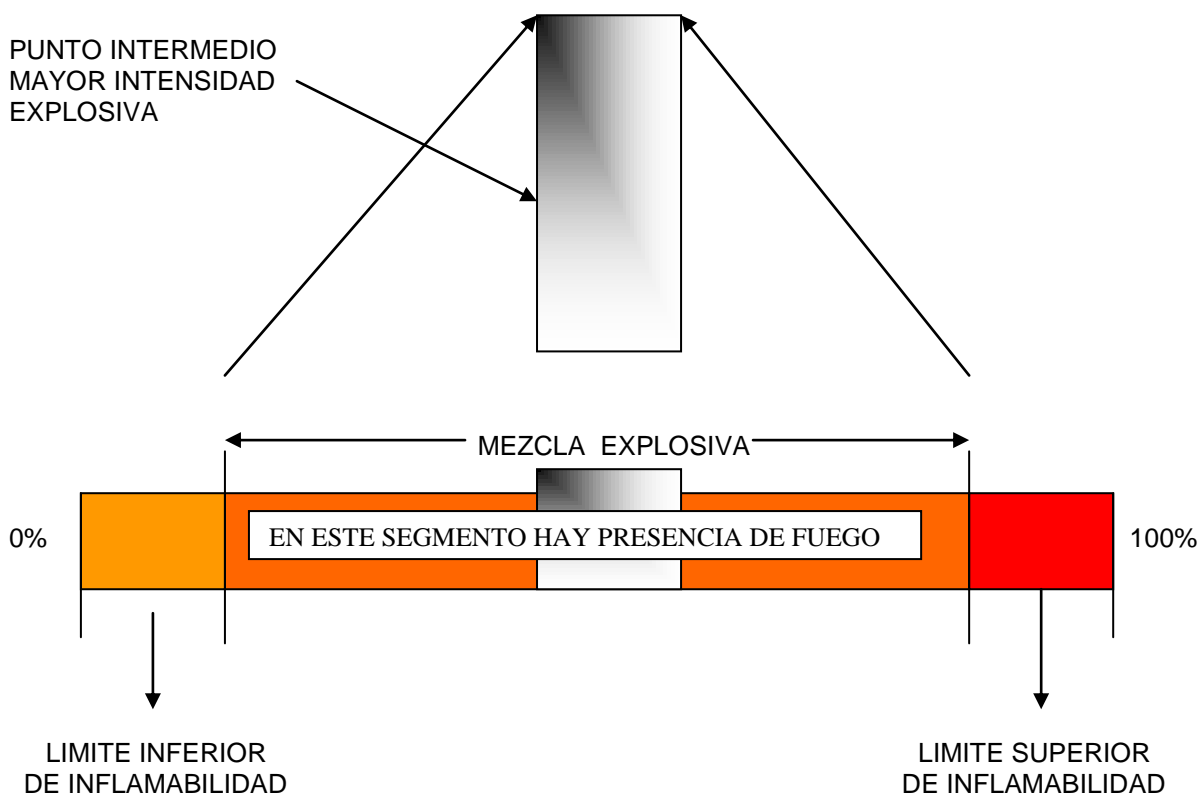 PUNTO INTERMEDIO
MAYOR INTENSIDAD
EXPLOSIVA
MEZCLA EXPLOSIVA
0%
EN ESTE SEGMENTO HAY PRESENCIA DE FUEGO
100%
LIMITE INFERIOR
DE INFLAMABILIDAD
LIMITE SUPERIOR
DE INFLAMABILIDAD